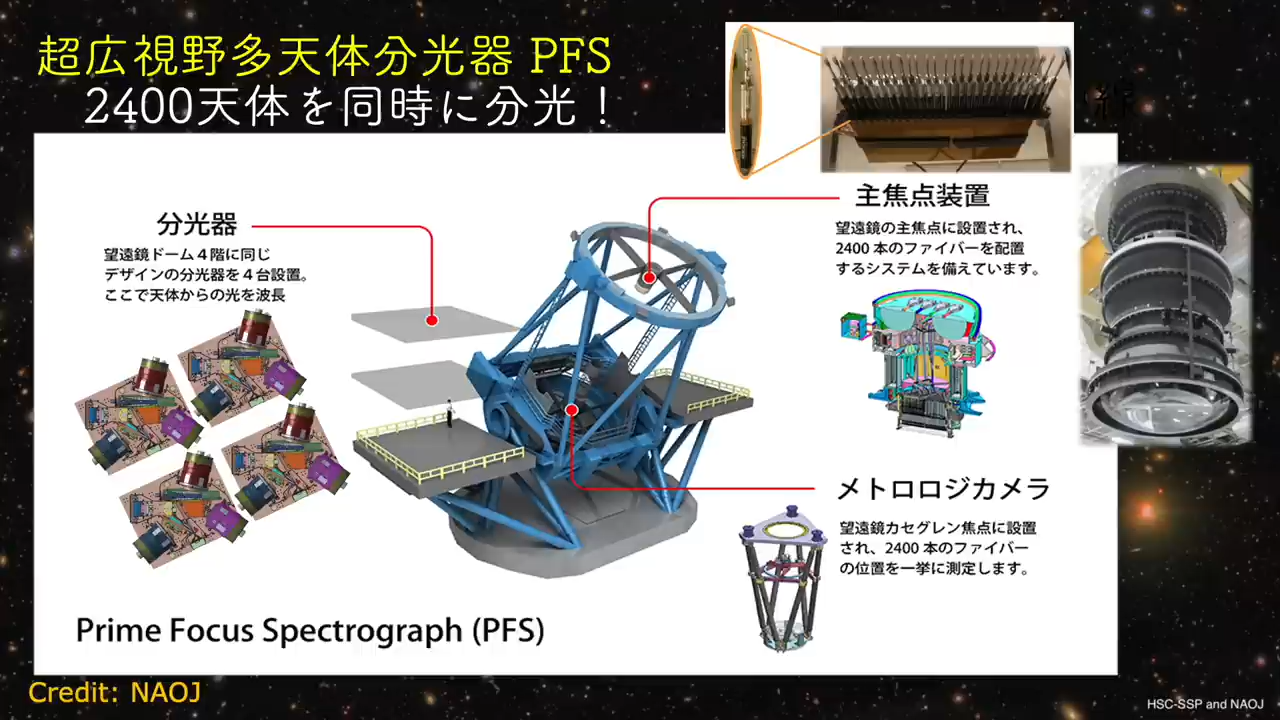 超広視野多天体分光器 PFS
2400天体を同時に分光！
線
主焦点装置
望遠鏡の主焦点に設置され、
2400 本のファイバーを配置
するシステムを備えています。
分光器
望遠鏡ドーム４階に同じ
デザインの分光器を４台設置。
ここで天体からの光を波長
メトロロジカメラ
望遠鏡カセグレン焦点に設置
され、2400 本のファイバー
の位置を一挙に測定します。
Prime Focus Spectrograph (PFS)
Credit: NAOJ
HSC-SSP and NAOJ